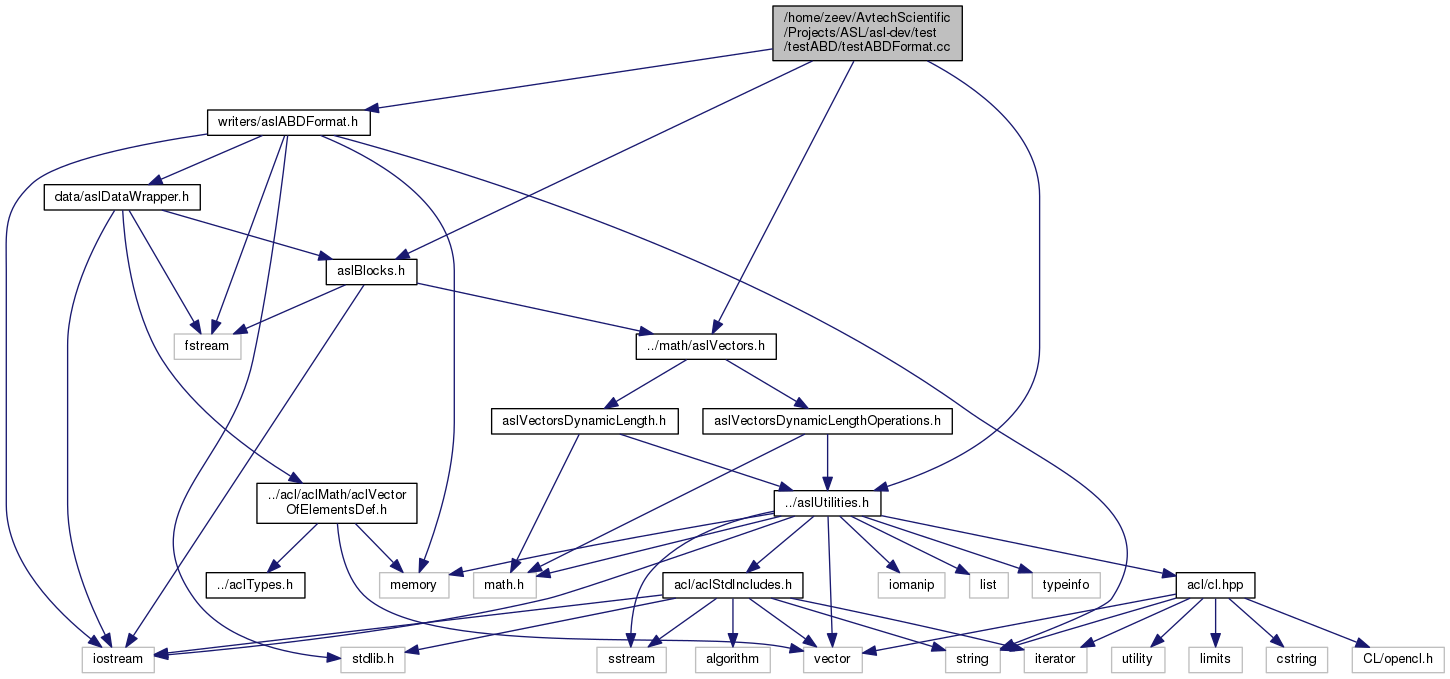 /home/zeev/AvtechScientific
/Projects/ASL/asl-dev/test
/testABD/testABDFormat.cc
writers/aslABDFormat.h
data/aslDataWrapper.h
aslBlocks.h
fstream
../math/aslVectors.h
aslVectorsDynamicLength.h
aslVectorsDynamicLengthOperations.h
../acl/aclMath/aclVector
OfElementsDef.h
../aslUtilities.h
../aclTypes.h
memory
math.h
acl/aclStdIncludes.h
iomanip
list
typeinfo
acl/cl.hpp
iostream
stdlib.h
sstream
algorithm
vector
string
iterator
utility
limits
cstring
CL/opencl.h